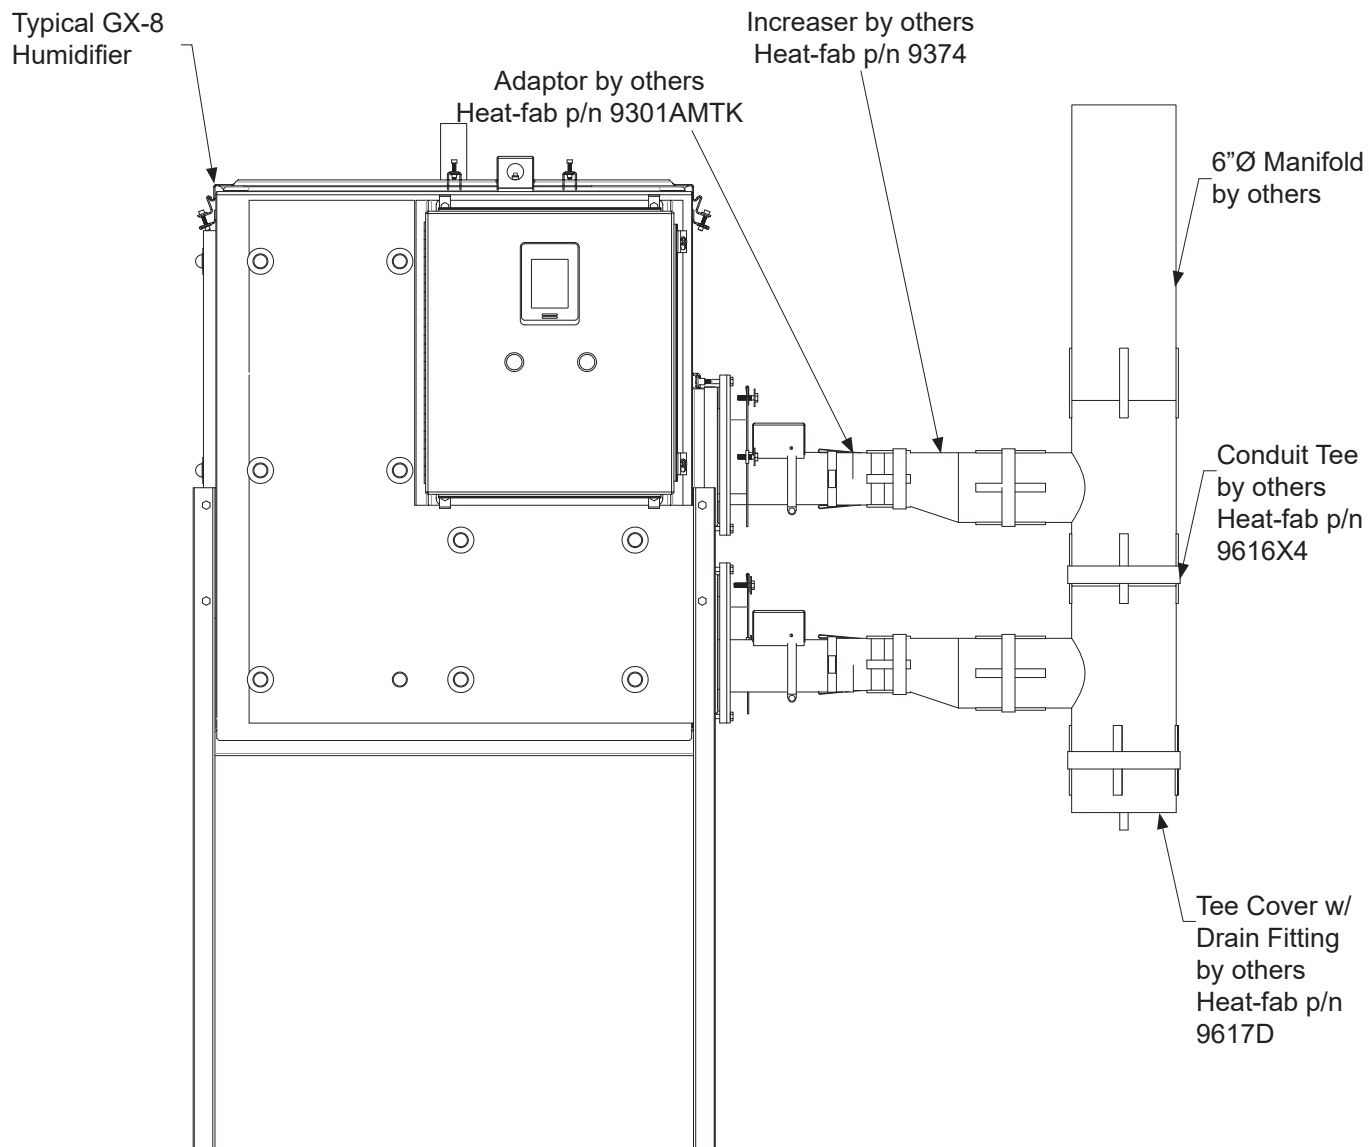 Typical GX-8
Humidifier
Increaser by others
Heat-fab p/n 9374
Adaptor by others
Heat-fab p/n 9301AMTK
6”Ø Manifold
by others
Conduit Tee
by others
Heat-fab p/n
9616X4
Tee Cover w/
Drain Fitting
by others
Heat-fab p/n
9617D